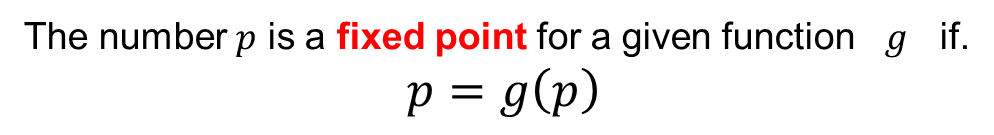 The number p is a fixed point for a given function g if.
p = g(p)